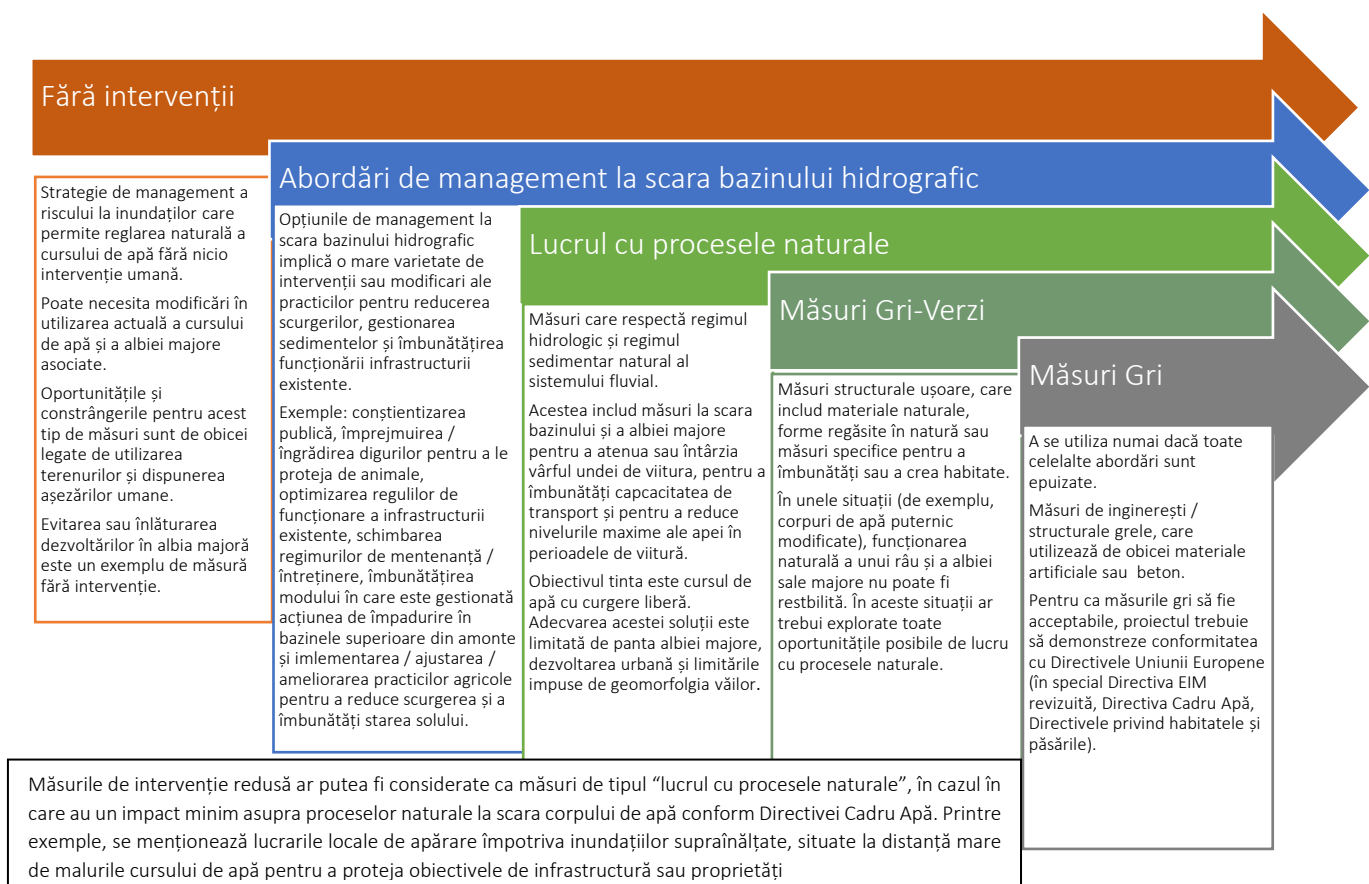 Fără intervenții
Strategie de management a
riscului la inundaților care
permite reglarea naturală a
cursului de apă fără nicio
intervenție umană.
Poate necesita modificări în
utilizarea actuală a cursului
de apă și a albiei majore
asociate.
Oportunitățile și
constrângerile pentru acest
tip de măsuri sunt de obicei
legate de utilizarea
terenurilor și dispunerea
așezărilor umane.
Evitarea sau înlăturarea
dezvoltărilor în albia majoră
este un exemplu de măsură
fără intervenție.
Abordări de management la scara bazinului hidrografic
Opțiunile de management la
scara bazinului hidrografic
implică o mare varietate de
intervenții sau modificari ale
practicilor pentru reducerea
scurgerilor, gestionarea
sedimentelor și îmbunătățirea
funcționării infrastructurii
existente.
Exemple: conștientizarea
publică, împrejmuirea /
îngrădirea digurilor pentru a le
proteja de animale,
optimizarea regulilor de
funcționare a infrastructurii
existente, schimbarea
regimurilor de mentenanță /
întreținere, îmbunătățirea
modului în care este gestionată
acțiunea de împadurire în
bazinele superioare din amonte
și imlementarea / ajustarea /
ameliorarea practicilor agricole
pentru a reduce scurgerea și a
îmbunătăți starea solului.
Lucrul cu procesele naturale
Măsuri care respectă regimul
hidrologic și regimul
sedimentar natural al
sistemului fluvial.
Acestea includ măsuri la scara
bazinului și a albiei majore
pentru a atenua sau întârzia
vârful undei de viitura, pentru a
îmbunătăți capcacitatea de
transport și pentru a reduce
nivelurile maxime ale apei în
perioadele de viitură.
Obiectivul tinta este cursul de
apă cu curgere liberă.
Adecvarea acestei soluții este
limitată de panta albiei majore,
dezvoltarea urbană și limitările
impuse de geomorfolgia văilor.
Măsuri Gri-Verzi
Măsuri structurale ușoare, care
includ materiale naturale,
forme regăsite în natură sau
măsuri specifice pentru a
îmbunătăți sau a crea habitate.
În unele situații (de exemplu,
corpuri de apă puternic
modificate), funcționarea
naturală a unui râu și a albiei
sale majore nu poate fi
restbilită. În aceste situații ar
trebui explorate toate
oportunitățile posibile de lucru
cu procesele naturale.
Măsuri Gri
A se utiliza numai dacă toate
celelalte abordări sunt
epuizate.
Măsuri de inginerești /
structurale grele, care
utilizează de obicei materiale
artificiale sau beton.
Pentru ca măsurile gri să fie
acceptabile, proiectul trebuie
să demonstreze conformitatea
cu Directivele Uniunii Europene
(în special Directiva EIM
revizuită, Directiva Cadru Apă,
Directivele privind habitatele și
păsările).
Măsurile de intervenție redusă ar putea fi considerate ca măsuri de tipul “lucrul cu procesele naturale”, în cazul în
care au un impact minim asupra proceselor naturale la scara corpului de apă conform Directivei Cadru Apă. Printre
exemple, se menționează lucrarile locale de apărare împotriva inundațiilor supraînălțate, situate la distanță mare
de malurile cursului de apă pentru a proteja obiectivele de infrastructură sau proprietăți